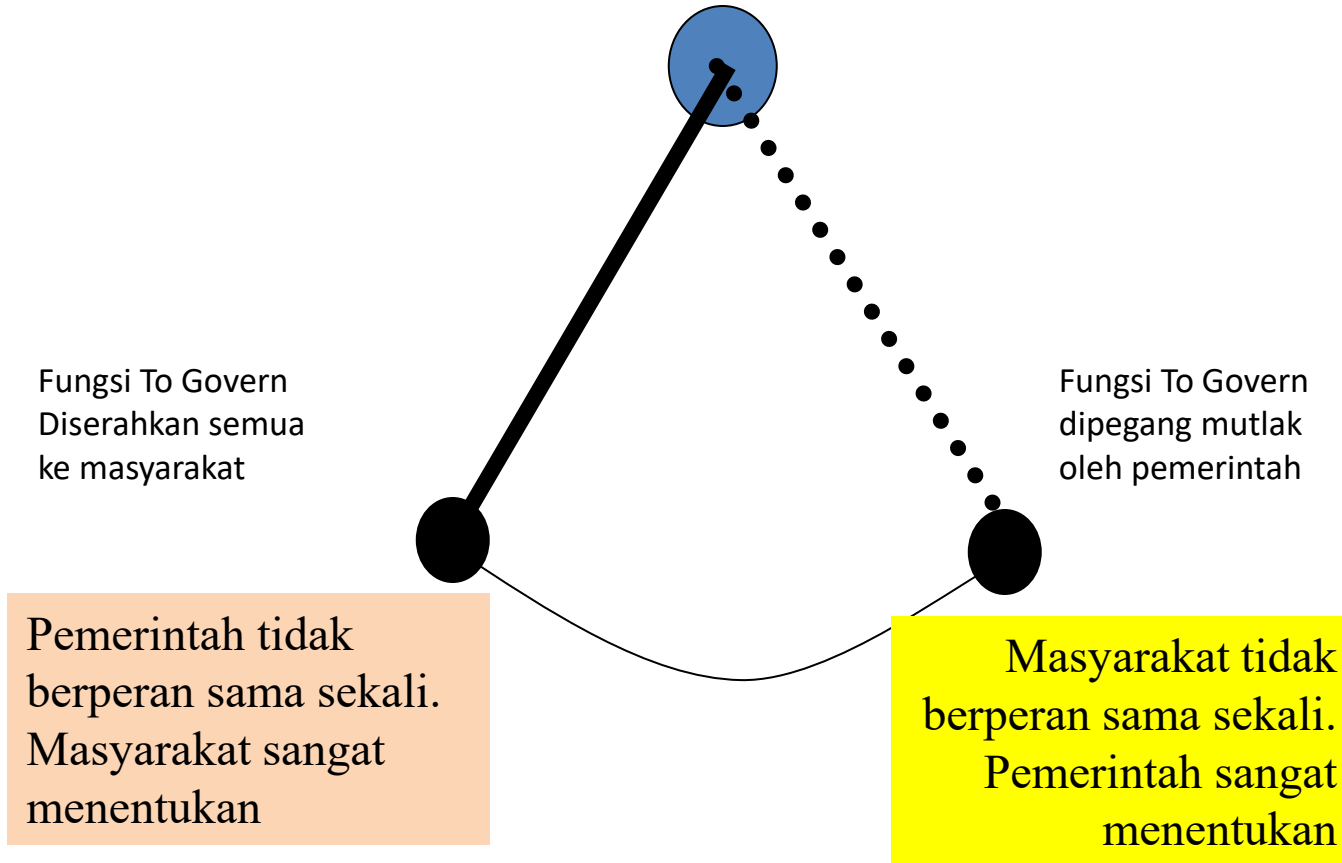 Fungsi To Govern
Diserahkan semua
ke masyarakat
Fungsi To Govern
dipegang mutlak
oleh pemerintah
Pemerintah tidak
berperan sama sekali.
Masyarakat sangat
menentukan
Masyarakat tidak
berperan sama sekali.
Pemerintah sangat
menentukan